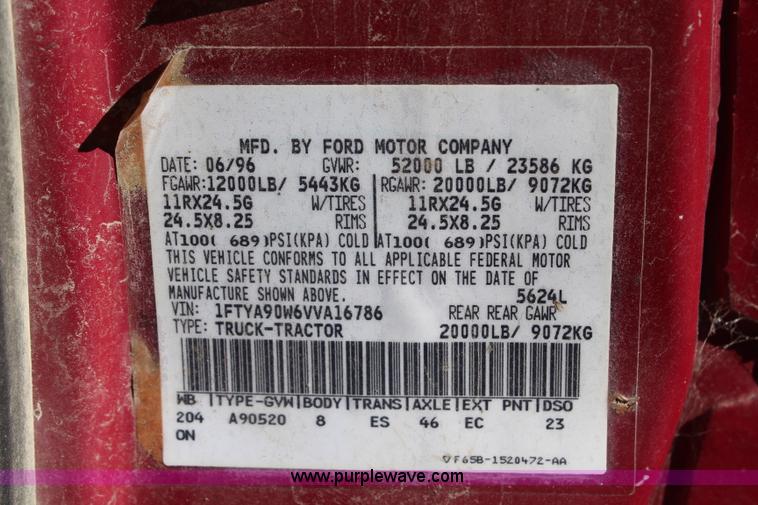 MFD. BY FORD MOTOR COMPANY
DATE: 06/96 GVWR: 52000 LB / 23586 KG
FGAWR:12000LB/ 5443KG RGAWR: 20000LB/ 9072KG
11RX24.5G W/TIRES 11RX24.5G W/TIRES
24.5X8.25 RIMS 24.5X8.25 RIMS
AT100( 689)PSI(KPA) COLD AT100( 689)PSI(KPA) COLD
THIS VEHICLE CONFORMS TO ALL APPLICABLE FEDERAL MOTOR
VEHICLE SAFETY STANDARDS IN EFFECT ON THE DATE OF
MANUFACTURE SHOWN ABOVE. 5624L
VIN: 1FTYA90W6VVA16786 REAR REAR GAWR
TYPE: TRUCK-TRACTOR 20000LB/ 9072KG
WB |TYPE-GVW|BODY|TRANS|AXLE|EXT PNT|DSO
204 A90520 8 ES 46 EC 23
ON
▽F65B-1520472-AA
www.purplewave.com